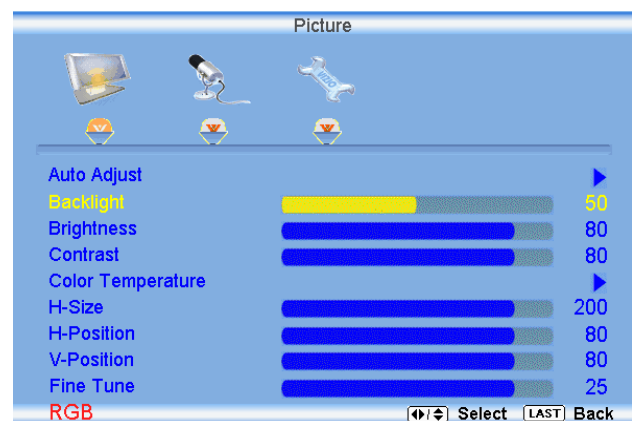 Picture
VIZIO
Auto Adjust
Backlight 50
Brightness 80
Contrast 80
Color Temperature
H-Size 200
H-Position 80
V-Position 80
Fine Tune 25
RGB Select LAST Back